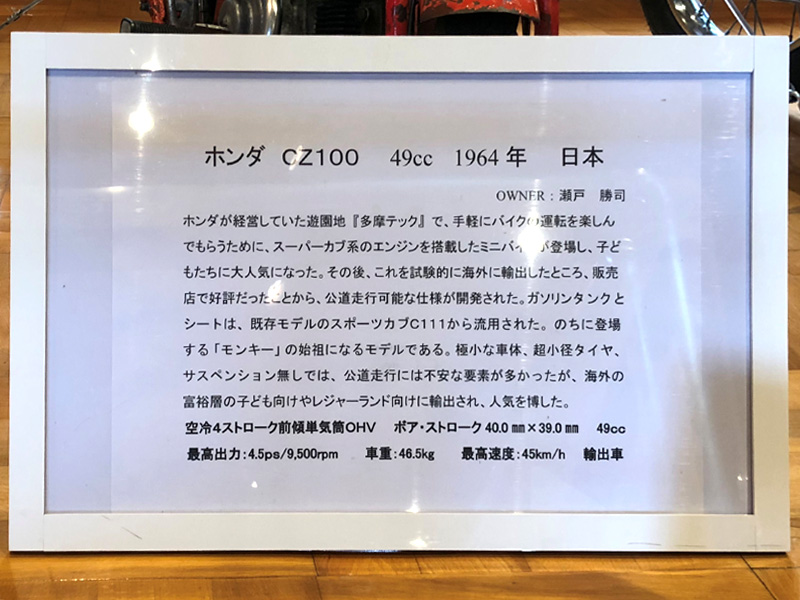 ホンダ　CZ100　49cc　1964年　日本
OWNER：瀬戸　勝司
ホンダが経営していた遊園地『多摩テック』で、手軽にバイクの運転を楽しん
でもらうために、スーパーカブ系のエンジンを搭載したミニバイクが登場し、子ど
もたちに大人気になった。その後、これを試験的に海外に輸出したところ、販売
店で好評だったことから、公道走行可能な仕様が開発された。ガソリンタンクと
シートは、既存モデルのスポーツカブC111から流用された。のちに登場
する「モンキー」の始祖になるモデルである。極小な車体、超小径タイヤ、
サスペンション無しでは、公道走行には不安な要素が多かったが、海外の
富裕層の子ども向けやレジャーランド向けに輸出され、人気を博した。
空冷4ストローク前傾単気筒OHV　ボア・ストローク40.0㎜×39.0㎜　49cc
最高出力：4.5ps/9,500rpm　車重：46.5kg　最高速度：45km/h　輸出車